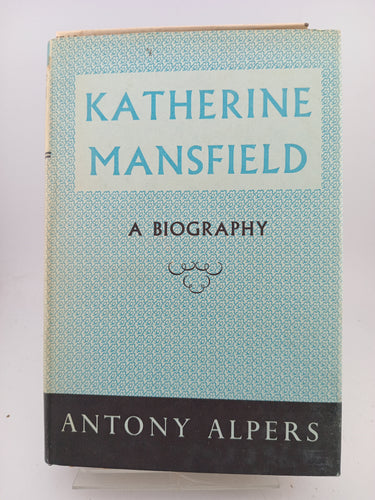 KATHERINE
MANSFIELD
A BIOGRAPHY
ANTONY ALPERS